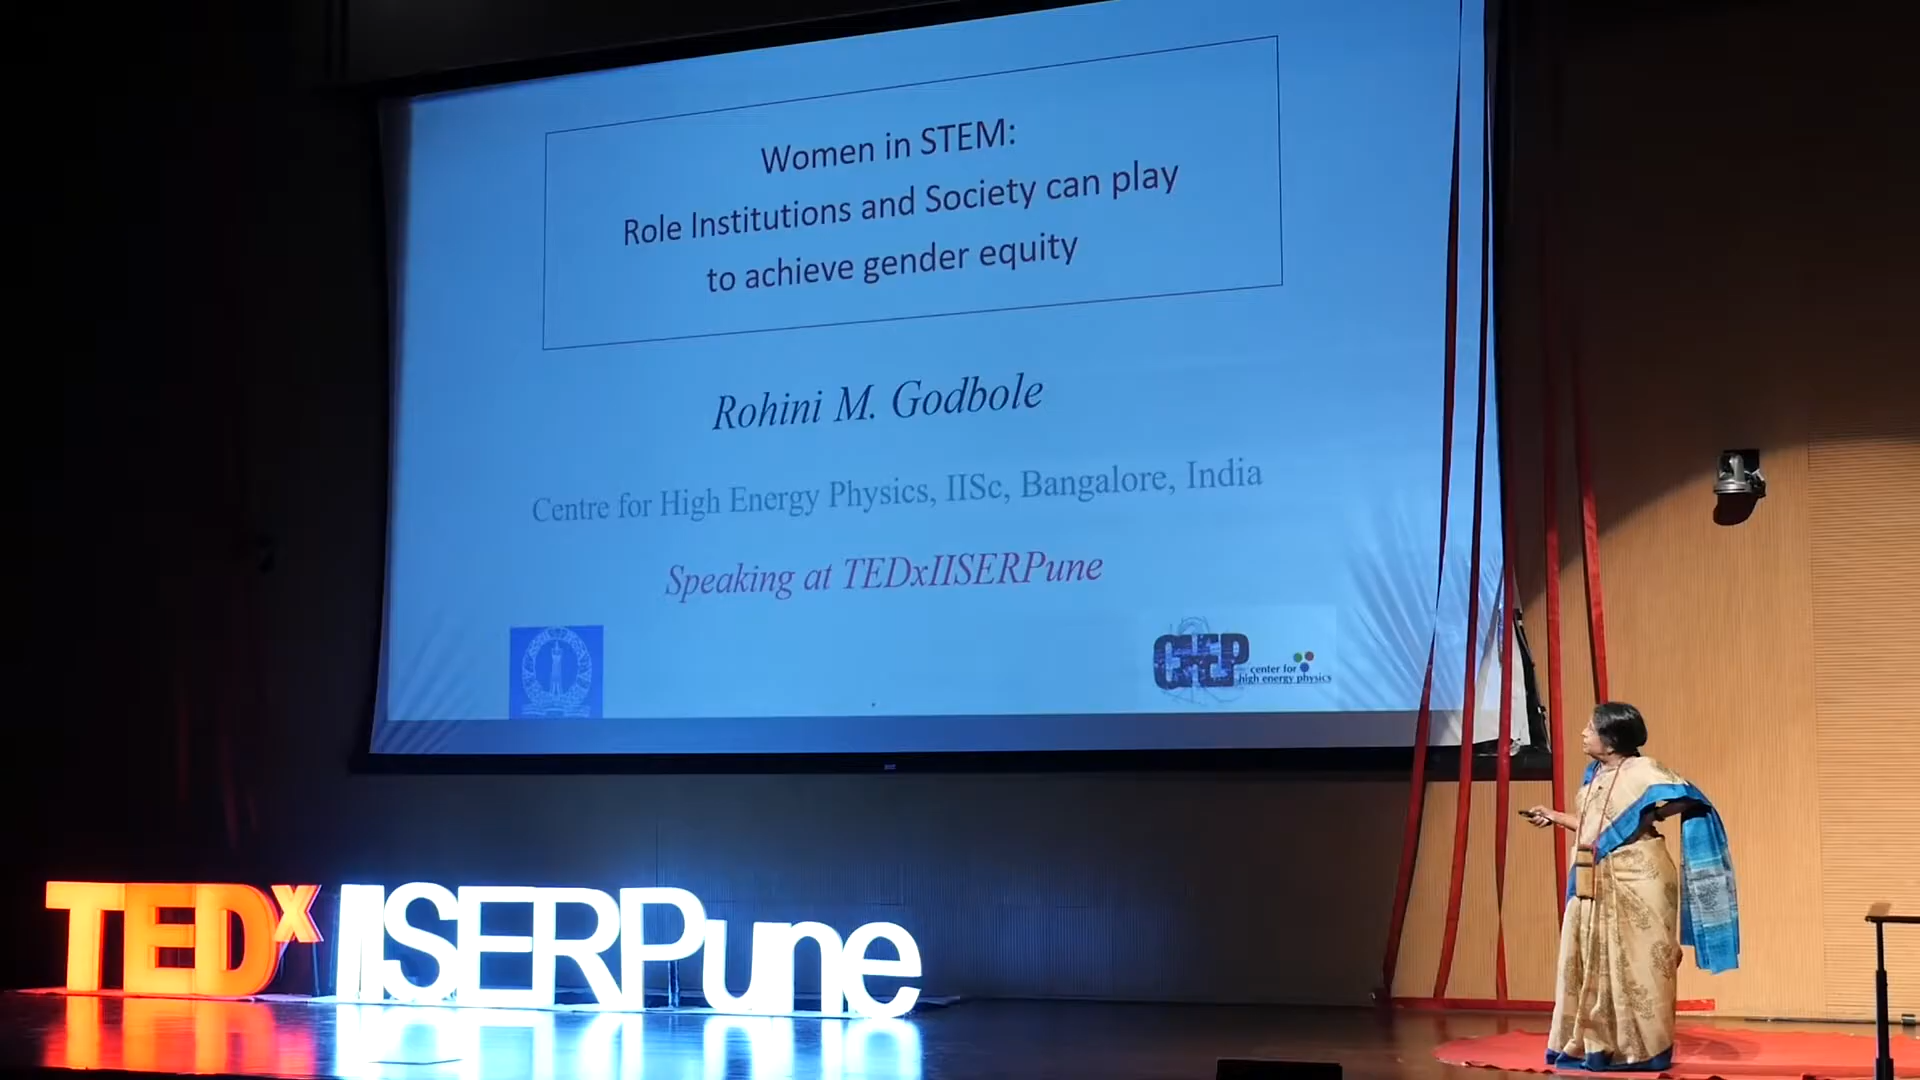 Women in STEM:
Role Institutions and Society can play
to achieve gender equity
Rohini M. Godbole
Centre for High Energy Physics, IISc, Bangalore, India
Speaking at TEDxIISERPune
CHEP
center for
high energy physics
TEDx IISERPune